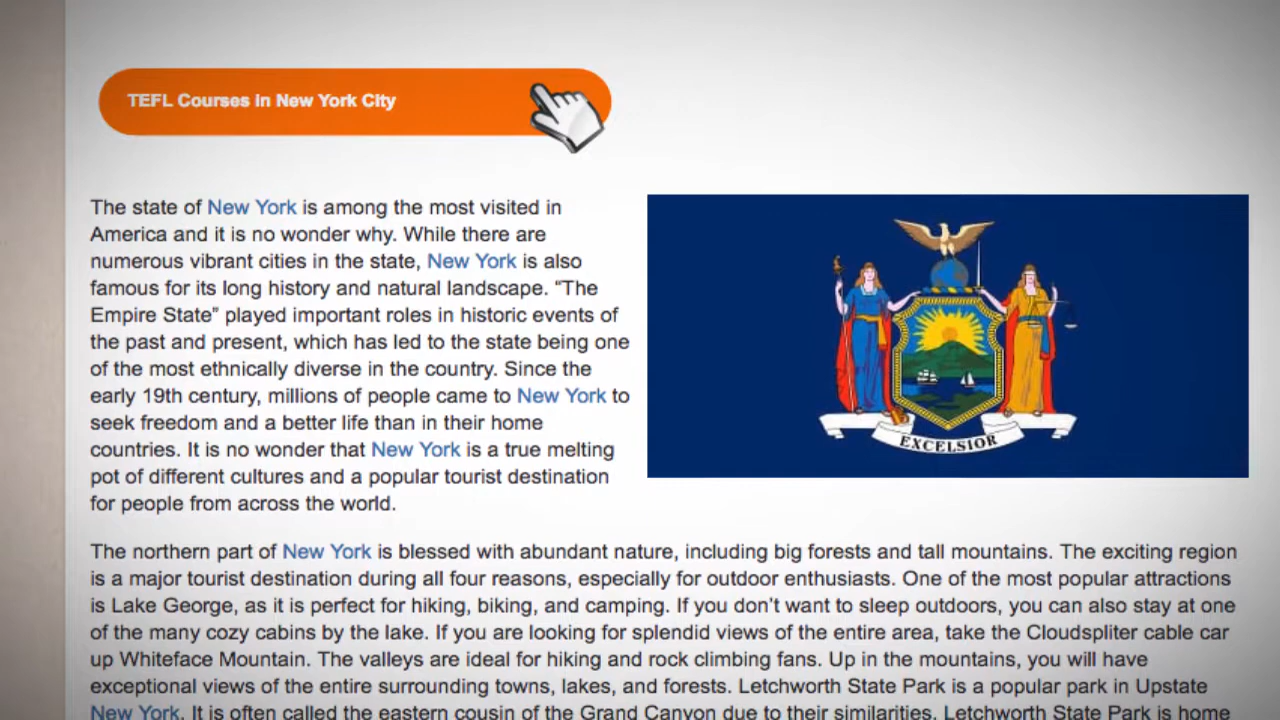 TEFL Courses in New York City
The state of New York is among the most visited in
America and it is no wonder why. While there are
numerous vibrant cities in the state, New York is also
famous for its long history and natural landscape. “The
Empire State” played important roles in historic events of
the past and present, which has led to the state being one
of the most ethnically diverse in the country. Since the
early 19th century, millions of people came to New York to
seek freedom and a better life than in their home
countries. It is no wonder that New York is a true melting
pot of different cultures and a popular tourist destination
for people from across the world.
EXCELSIOR
The northern part of New York is blessed with abundant nature, including big forests and tall mountains. The exciting region
is a major tourist destination during all four reasons, especially for outdoor enthusiasts. One of the most popular attractions
is Lake George, as it is perfect for hiking, biking, and camping. If you don’t want to sleep outdoors, you can also stay at one
of the many cozy cabins by the lake. If you are looking for splendid views of the entire area, take the Cloudspliter cable car
up Whiteface Mountain. The valleys are ideal for hiking and rock climbing fans. Up in the mountains, you will have
exceptional views of the entire surrounding towns, lakes, and forests. Letchworth State Park is a popular park in Upstate
New York. It is often called the eastern cousin of the Grand Canyon due to their similarities. Letchworth State Park is home